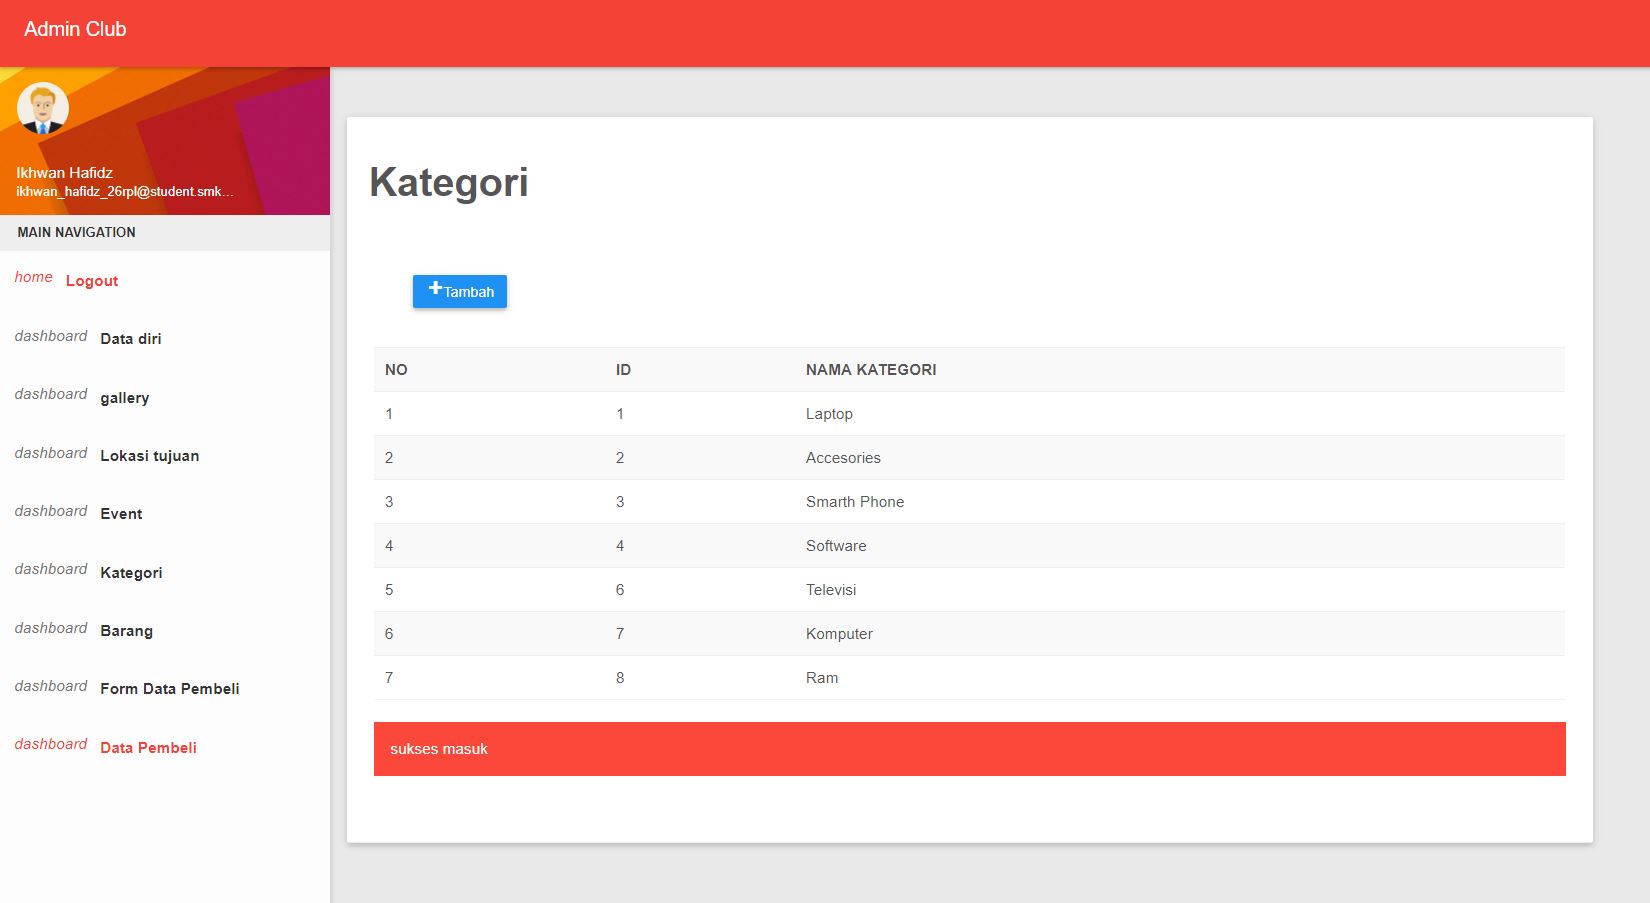 Admin Club
Ikhwan Hafidz
ikhwan_hafidz_26rpl@student.smk...
MAIN NAVIGATION
home Logout
dashboard Data diri
dashboard gallery
dashboard Lokasi tujuan
dashboard Event
dashboard Kategori
dashboard Barang
dashboard Form Data Pembeli
dashboard Data Pembeli
Kategori
+Tambah
NO ID NAMA KATEGORI
1 1 Laptop
2 2 Accesories
3 3 Smarth Phone
4 4 Software
5 6 Televisi
6 7 Komputer
7 8 Ram
sukses masuk